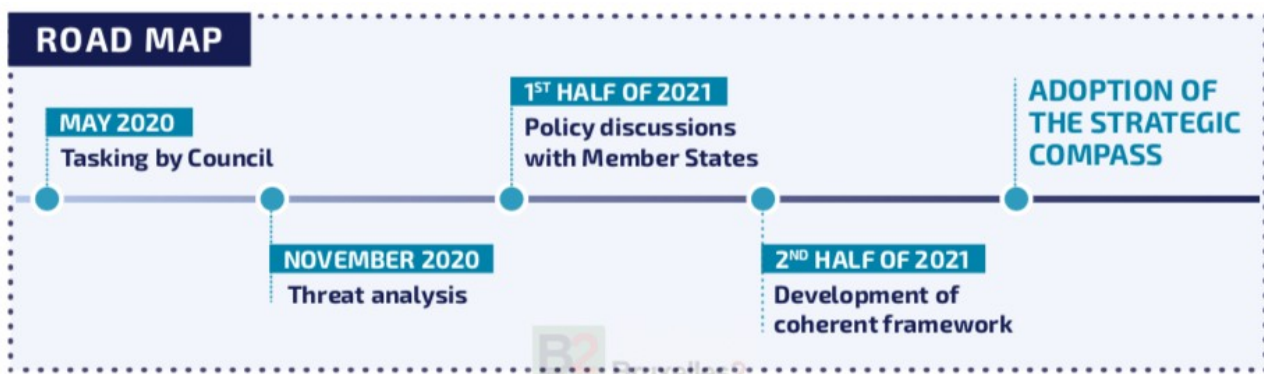 ROAD MAP
MAY 2020
Tasking by Council
NOVEMBER 2020
Threat analysis
1ST HALF OF 2021
Policy discussions
with Member States
2ND HALF OF 2021
Development of
coherent framework
ADOPTION OF
THE STRATEGIC
COMPASS
B2